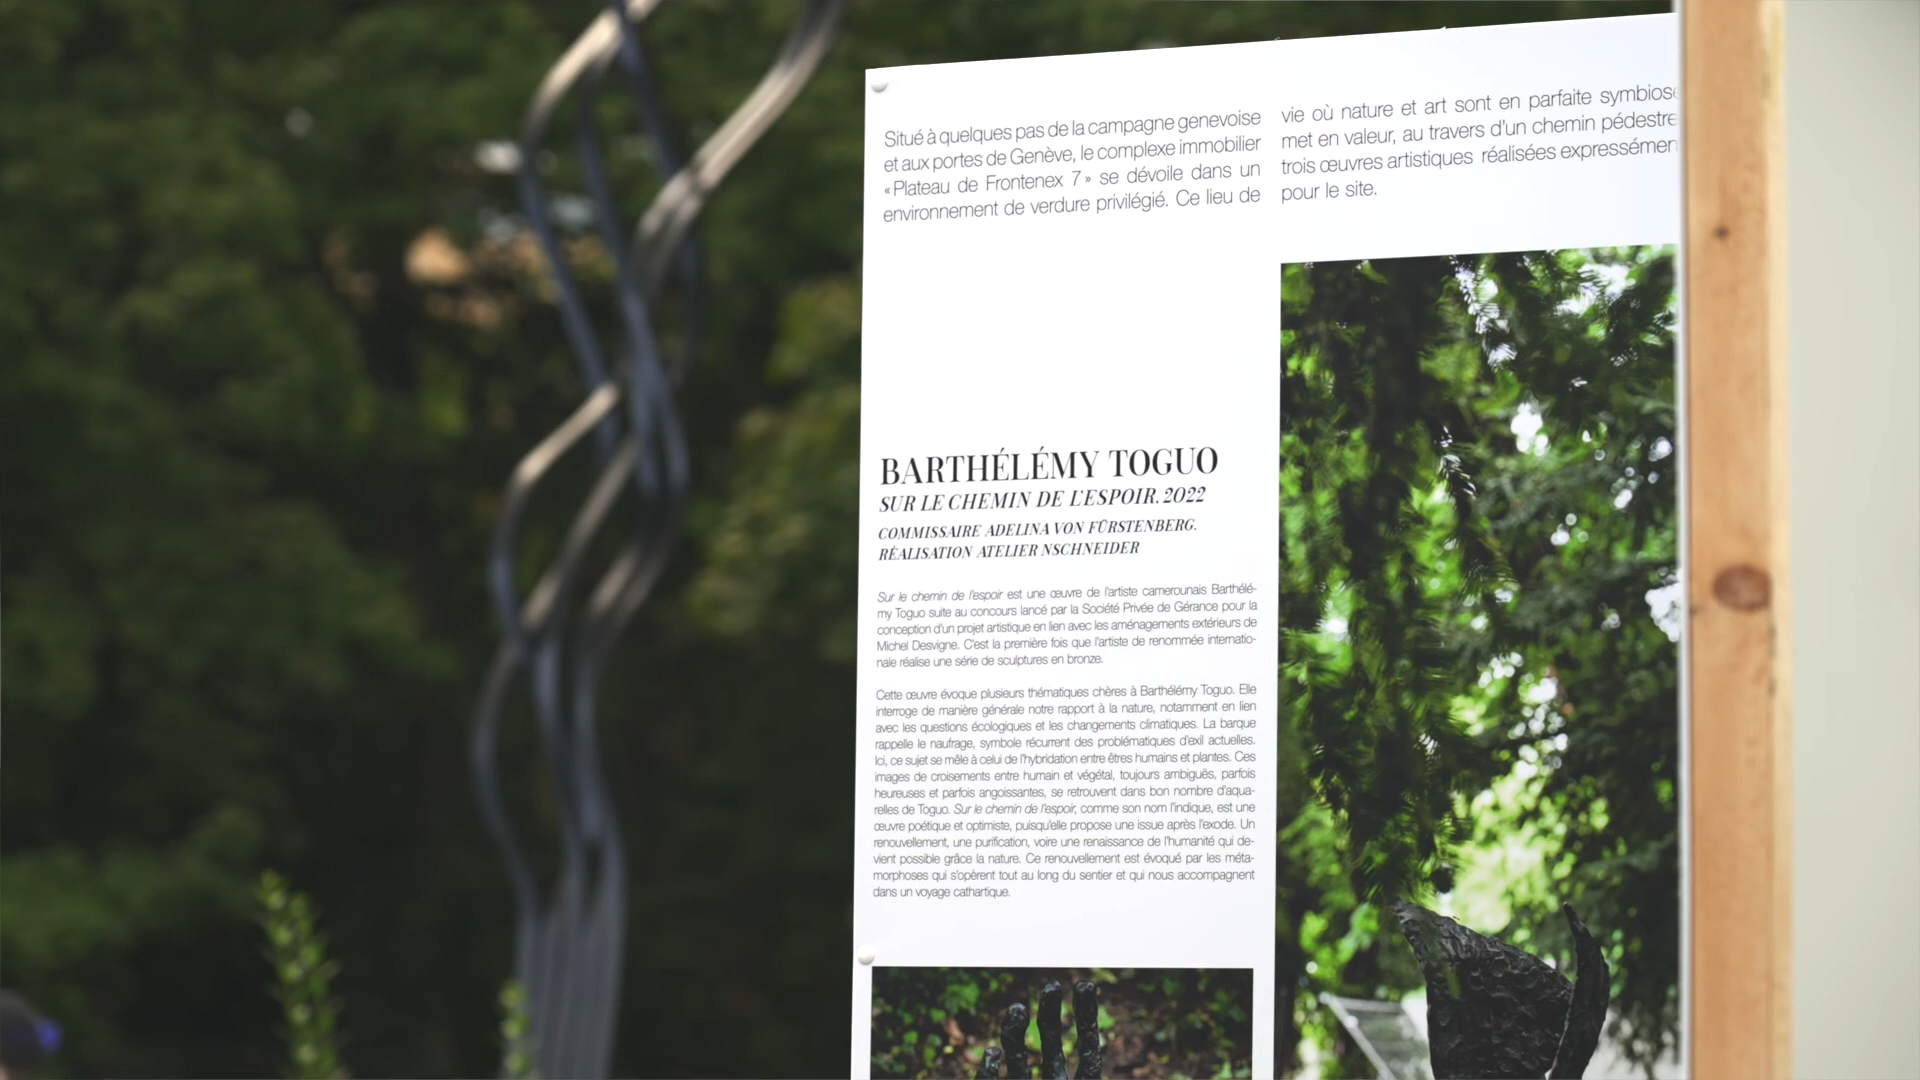 Situé à quelques pas de la campagne genevoise
et aux portes de Genève, le complexe immobilier
« Plateau de Frontenex 7 » se dévoile dans un
environnement de verdure privilégié. Ce lieu de
vie où nature et art sont en parfaite symbiose
met en valeur, au travers d'un chemin pédestre
trois œuvres artistiques réalisées expressémen
pour le site.
BARTHÉLÉMY TOGUO
SUR LE CHEMIN DE L'ESPOIR. 2022
COMMISSAIRE ADELINA VON FÜRSTENBERG.
RÉALISATION ATELIER NSCHNEIDER
Sur le chemin de l'espoir est une œuvre de l'artiste camerounais Barthélé-
my Toguo suite au concours lancé par la Société Privée de Gérance pour la
conception d'un projet artistique en lien avec les aménagements extérieurs de
Michel Desvigne. C'est la première fois que l'artiste de renommée internatio-
nale réalise une série de sculptures en bronze.
Cette œuvre évoque plusieurs thématiques chères à Barthélémy Toguo. Elle
interroge de manière générale notre rapport à la nature, notamment en lien
avec les questions écologiques et les changements climatiques. La barque
rappelle le naufrage, symbole récurrent des problématiques d'exil actuelles.
Ici, ce sujet se mêle à celui de l'hybridation entre êtres humains et plantes. Ces
images de croisements entre humain et végétal, toujours ambiguës, parfois
heureuses et parfois angoissantes, se retrouvent dans bon nombre d'aqua-
relles de Toguo. Sur le chemin de l'espoir, comme son nom l'indique, est une
œuvre poétique et optimiste, puisqu'elle propose une issue après l'exode. Un
renouvellement, une purification, voire une renaissance de l'humanité qui de-
vient possible grâce la nature. Ce renouvellement est évoqué par les méta-
morphoses qui s'opèrent tout au long du sentier et qui nous accompagnent
dans un voyage cathartique.